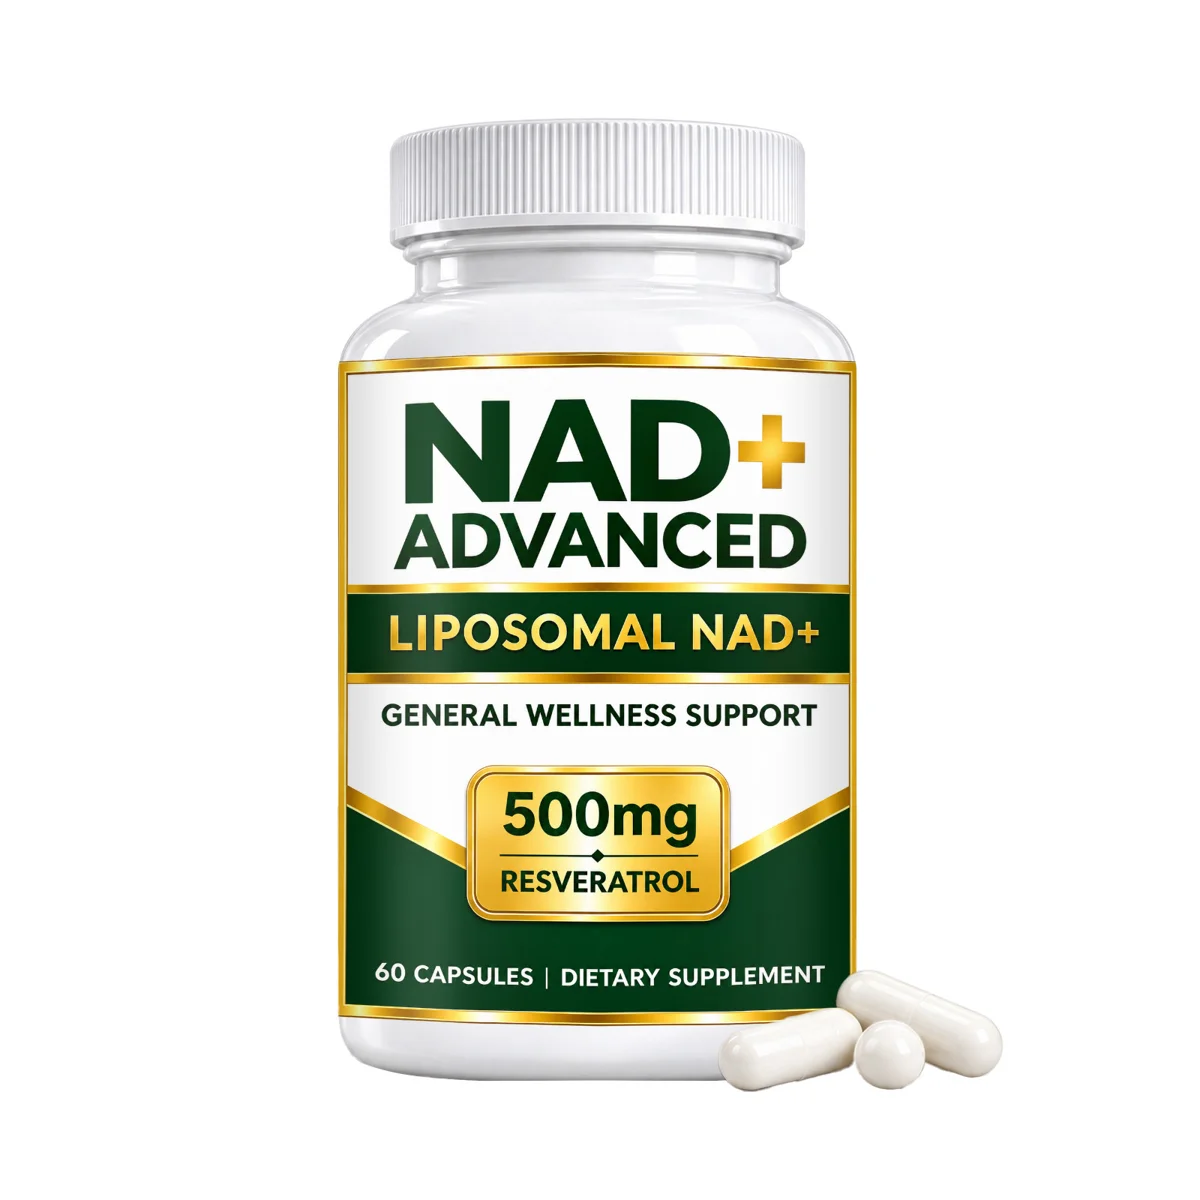 NAD+
ADVANCED
LIPOSOMAL NAD+
GENERAL WELLNESS SUPPORT
500mg
RESVERATROL
60 CAPSULES | DIETARY SUPPLEMENT